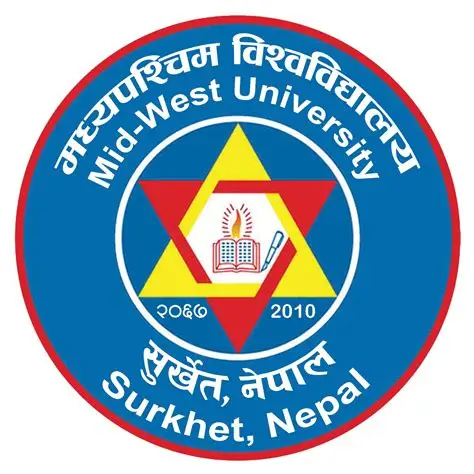 मध्यपश्चिम विश्वविद्यालय
Mid-West University
२०६७ 2010
सुर्खेत, नेपाल
Surkhet, Nepal